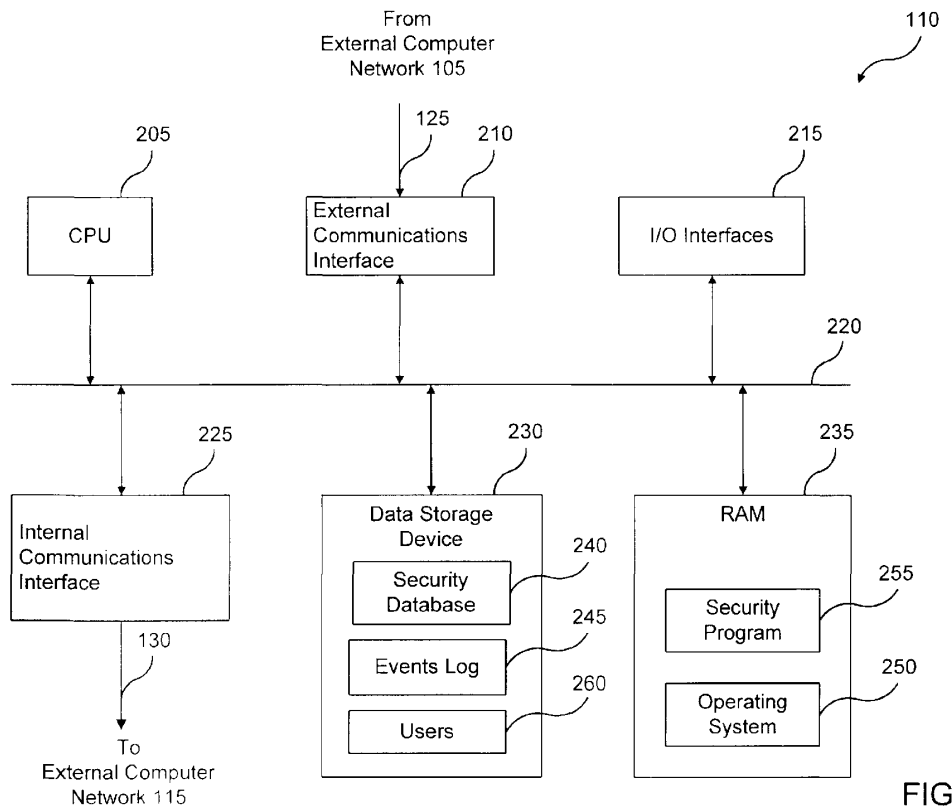 From
External Computer
Network 105
110
125
205
210
215
CPU
External
Communications
Interface
I/O Interfaces
220
225
230
235
Internal
Communications
Interface
Data Storage
Device
RAM
240
Security
Database
255
Security
Program
245
Events Log
250
Operating
System
260
Users
130
To
External Computer
Network 115
FIG